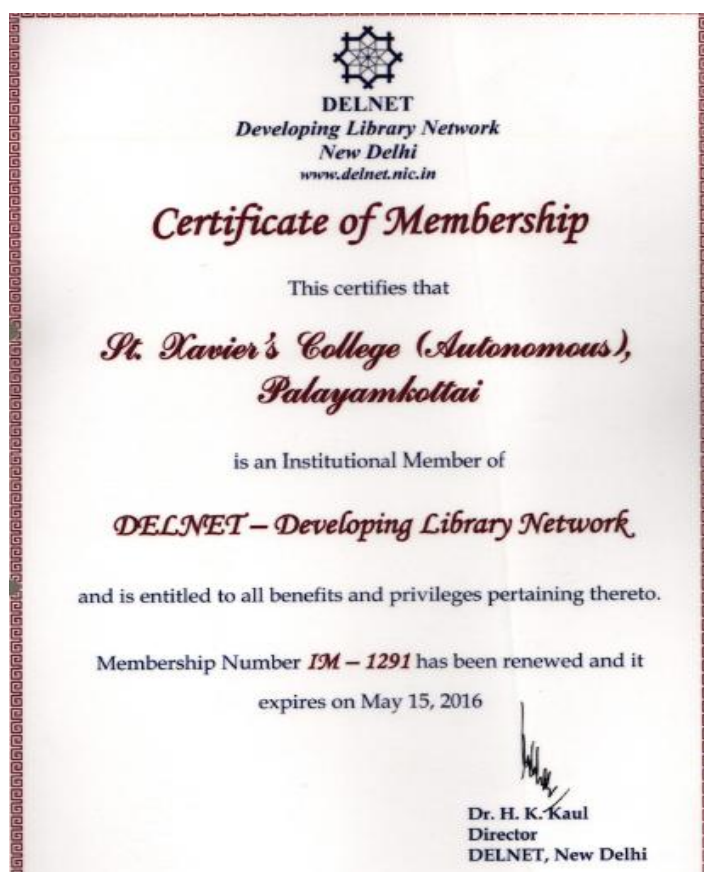 DELNET
Developing Library Network
New Delhi
www.delnet.nic.in
Certificate of Membership
This certifies that
St. Xavier's College (Autonomous),
Palayamkottai
is an Institutional Member of
DELNET – Developing Library Network
and is entitled to all benefits and privileges pertaining thereto.
Membership Number IM – 1291 has been renewed and it
expires on May 15, 2016
Dr. H. K. Kaul
Director
DELNET, New Delhi